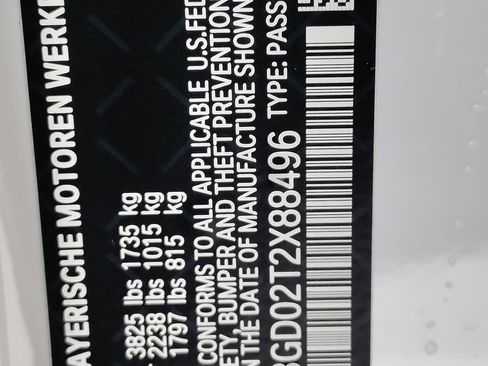 AYERISCHE MOTOREN WERKE
3825 lbs 1735 kg
2238 lbs 1015 kg
1797 lbs 815 kg
CONFORMS TO ALL APPLICABLE U.S.FED
ETY, BUMPER AND THEFT PREVENTION
N THE DATE OF MANUFACTURE SHOWN
GD02T2X88496 TYPE: PASS